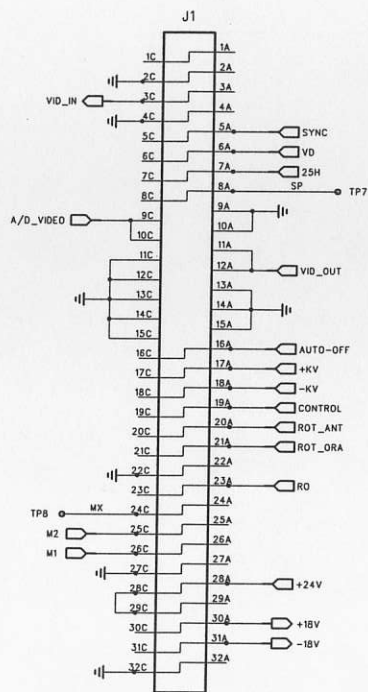 J1
1A
1C
2A
2C
3A
VID_IN
3C
4A
4C
5A
SYNC
5C
6A
VD
6C
7A
25H
7C
8A
SP
TP7
8C
9A
A/D_VIDEO
9C
10A
10C
11A
11C
12A
VID_OUT
12C
13A
13C
14A
14C
15A
15C
16A
AUTO-OFF
16C
17A
+KV
17C
18A
-KV
18C
19A
CONTROL
19C
20A
ROT_ANT
20C
21A
ROT_ORA
21C
22A
22C
23A
RO
23C
24A
TP8
MX
24C
25A
M2
25C
26A
M1
26C
27A
27C
28A
+24V
28C
29A
29C
30A
+18V
30C
31A
-18V
31C
32A
32C